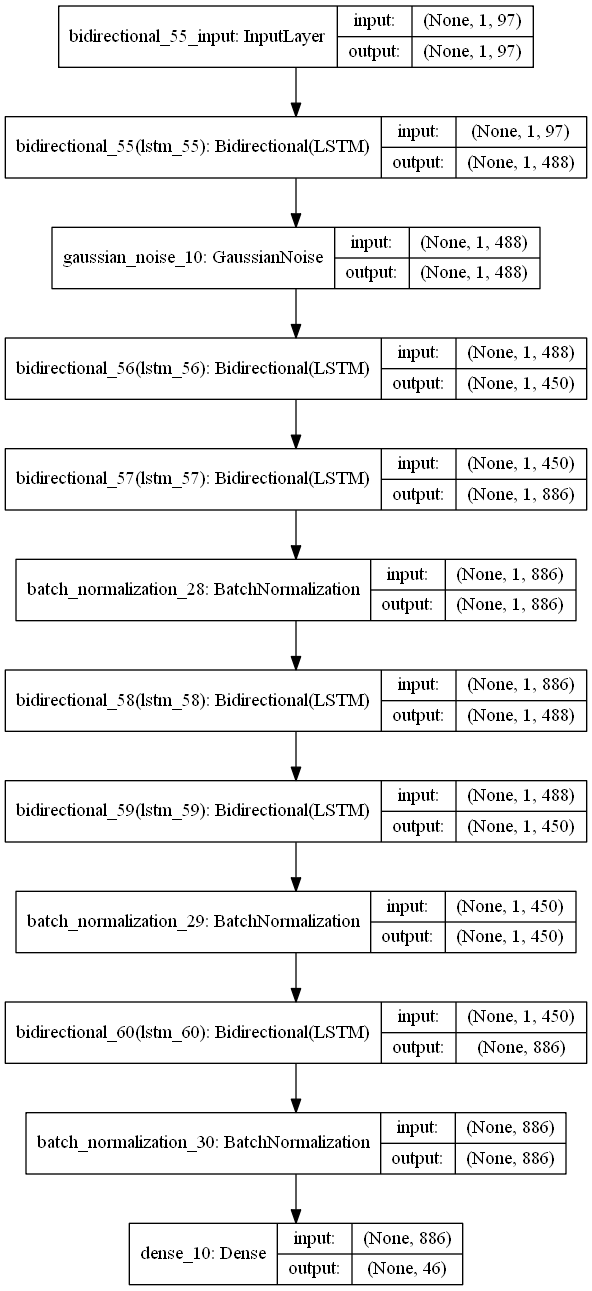 bidirectional_55_input: InputLayer
input: (None, 1, 97)
output: (None, 1, 97)
bidirectional_55(lstm_55): Bidirectional(LSTM)
input: (None, 1, 97)
output: (None, 1, 488)
gaussian_noise_10: GaussianNoise
input: (None, 1, 488)
output: (None, 1, 488)
bidirectional_56(lstm_56): Bidirectional(LSTM)
input: (None, 1, 488)
output: (None, 1, 450)
bidirectional_57(lstm_57): Bidirectional(LSTM)
input: (None, 1, 450)
output: (None, 1, 886)
batch_normalization_28: BatchNormalization
input: (None, 1, 886)
output: (None, 1, 886)
bidirectional_58(lstm_58): Bidirectional(LSTM)
input: (None, 1, 886)
output: (None, 1, 488)
bidirectional_59(lstm_59): Bidirectional(LSTM)
input: (None, 1, 488)
output: (None, 1, 450)
batch_normalization_29: BatchNormalization
input: (None, 1, 450)
output: (None, 1, 450)
bidirectional_60(lstm_60): Bidirectional(LSTM)
input: (None, 1, 450)
output: (None, 886)
batch_normalization_30: BatchNormalization
input: (None, 886)
output: (None, 886)
dense_10: Dense
input: (None, 886)
output: (None, 46)